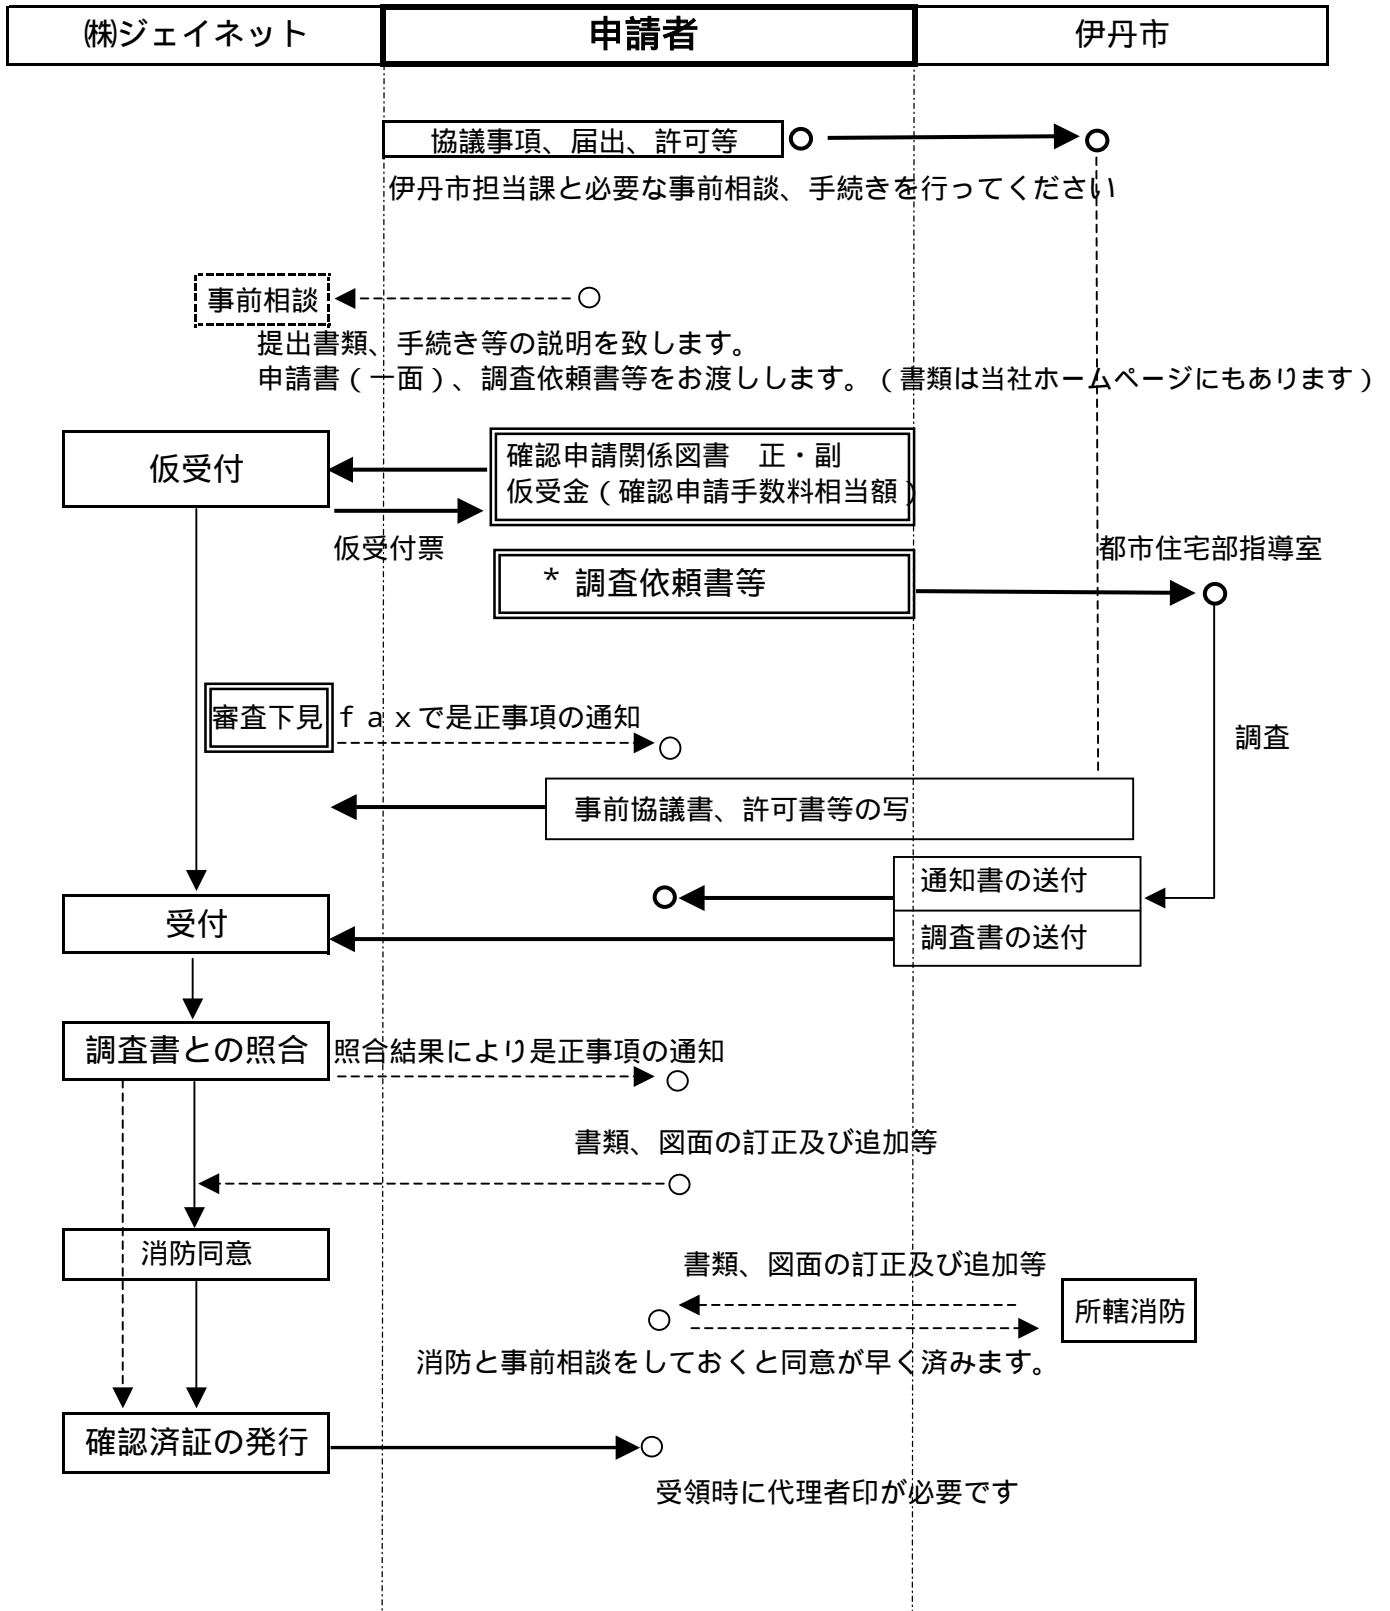 ㈱ジェイネット
申請者
伊丹市
協議事項、届出、許可等
伊丹市担当課と必要な事前相談、手続きを行ってください
事前相談
提出書類、手続き等の説明を致します。
申請書（一面）、調査依頼書等をお渡しします。（書類は当社ホームページにもあります）
仮受付
確認申請関係図書　正・副
仮受金（確認申請手数料相当額）
仮受付票
都市住宅部指導室
* 調査依頼書等
審査下見
ｆａｘで是正事項の通知
調査
事前協議書、許可書等の写
通知書の送付
受付
調査書の送付
調査書との照合
照合結果により是正事項の通知
書類、図面の訂正及び追加等
消防同意
書類、図面の訂正及び追加等
所轄消防
消防と事前相談をしておくと同意が早く済みます。
確認済証の発行
受領時に代理者印が必要です